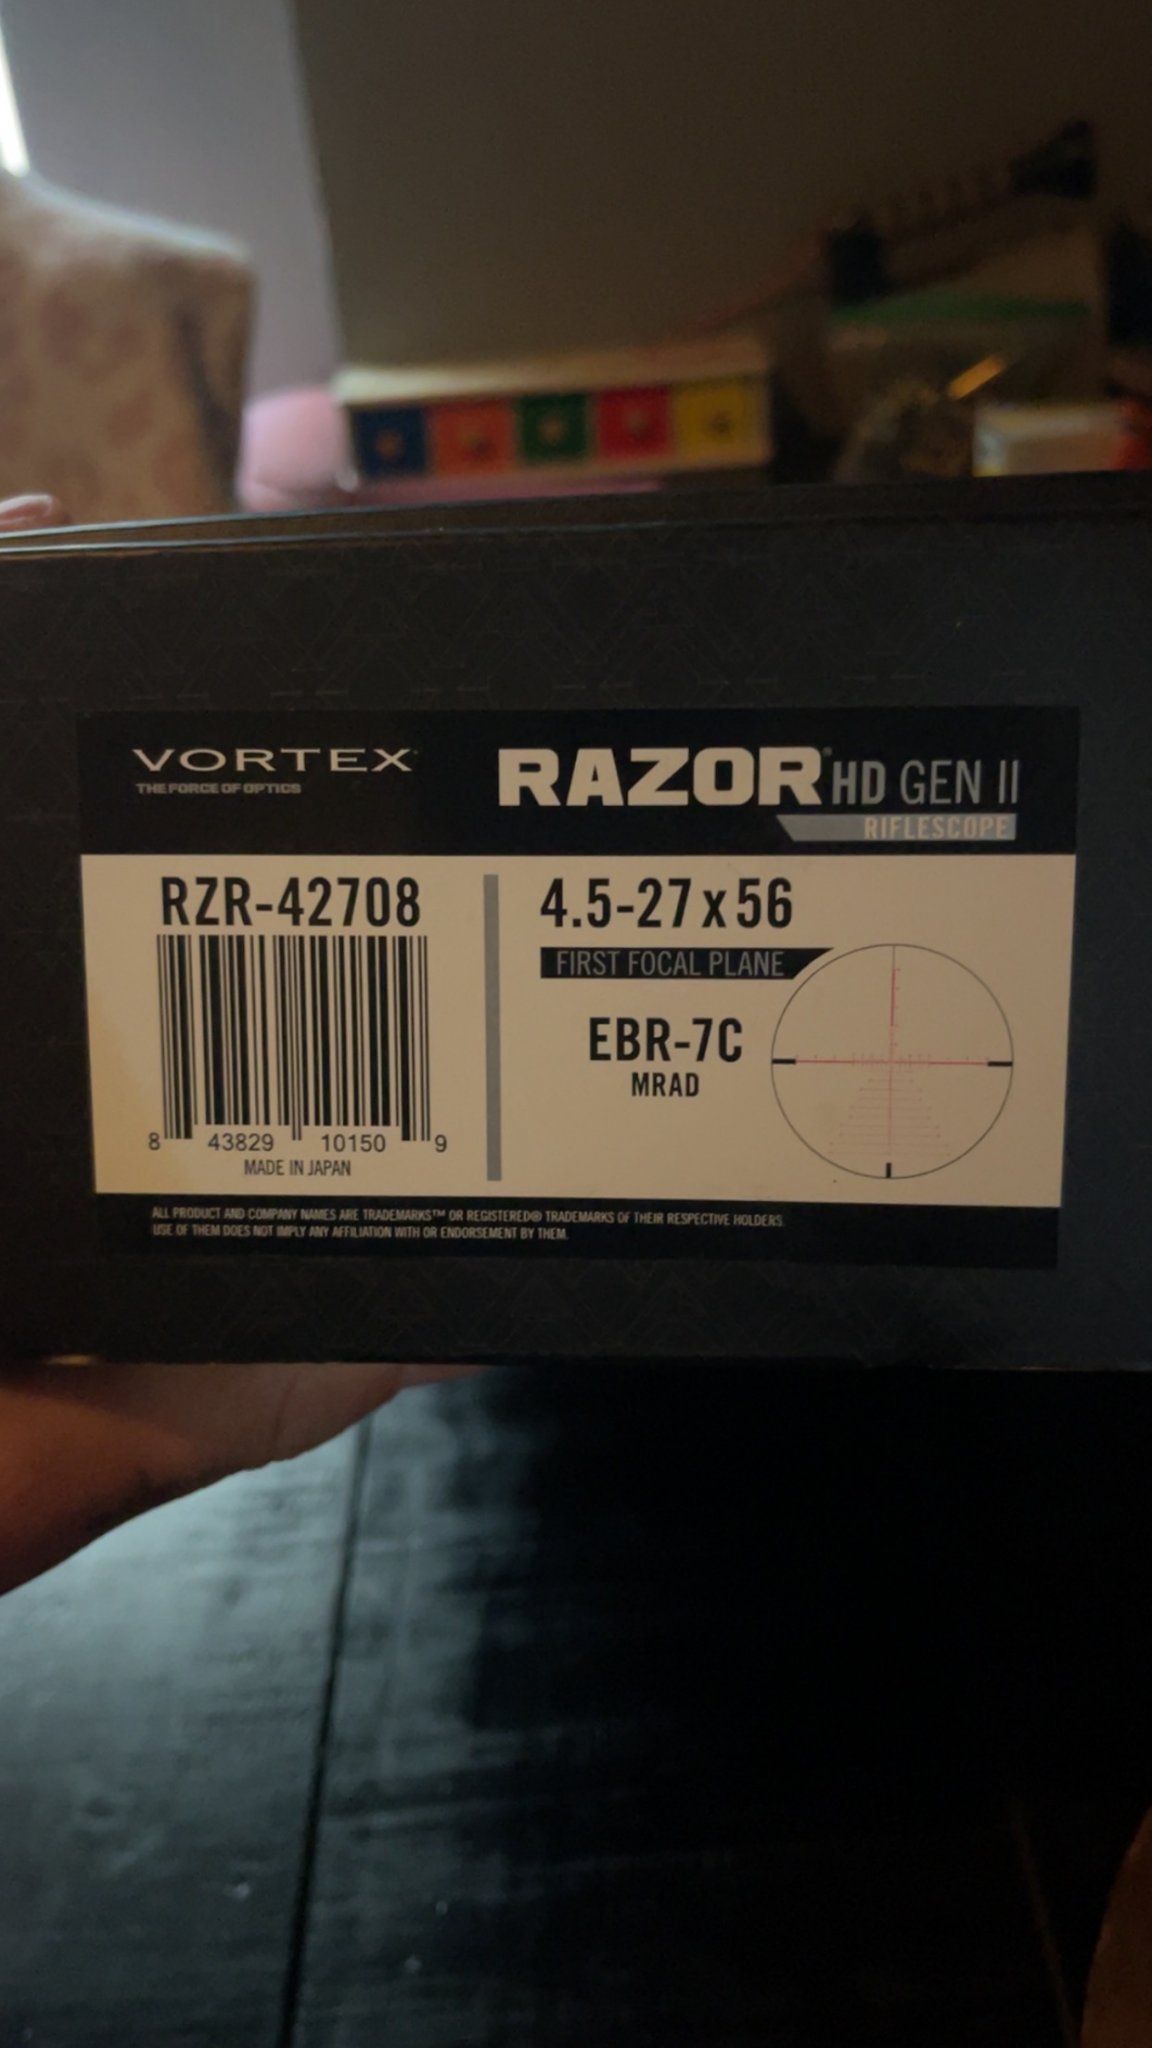 VORTEX®
THE FORCE OF OPTICS
RAZOR® HD GEN II
RIFLESCOPE
RZR-42708
8 43829 10150 9
MADE IN JAPAN
4.5-27x56
FIRST FOCAL PLANE
EBR-7C
MRAD
ALL PRODUCT AND COMPANY NAMES ARE TRADEMARKS™ OR REGISTERED® TRADEMARKS OF THEIR RESPECTIVE HOLDERS.
USE OF THEM DOES NOT IMPLY ANY AFFILIATION WITH OR ENDORSEMENT BY THEM.